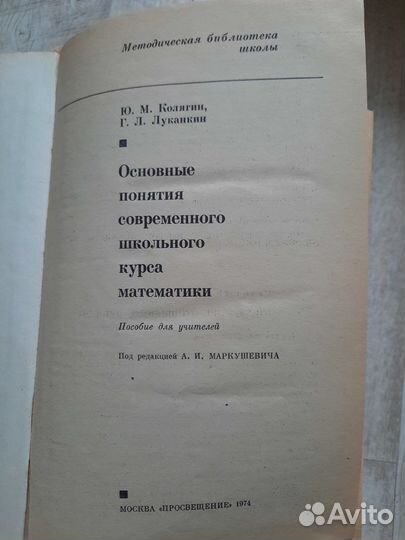 Методическая библиотека
школы
Ю. М. Колягин,
Г. Л. Луканкин
Основные
понятия
современного
школьного
курса
математики
Пособие для учителей
Под редакцией А. И. МАРКУШЕВИЧА
МОСКВА «ПРОСВЕЩЕНИЕ» 1974
Avito